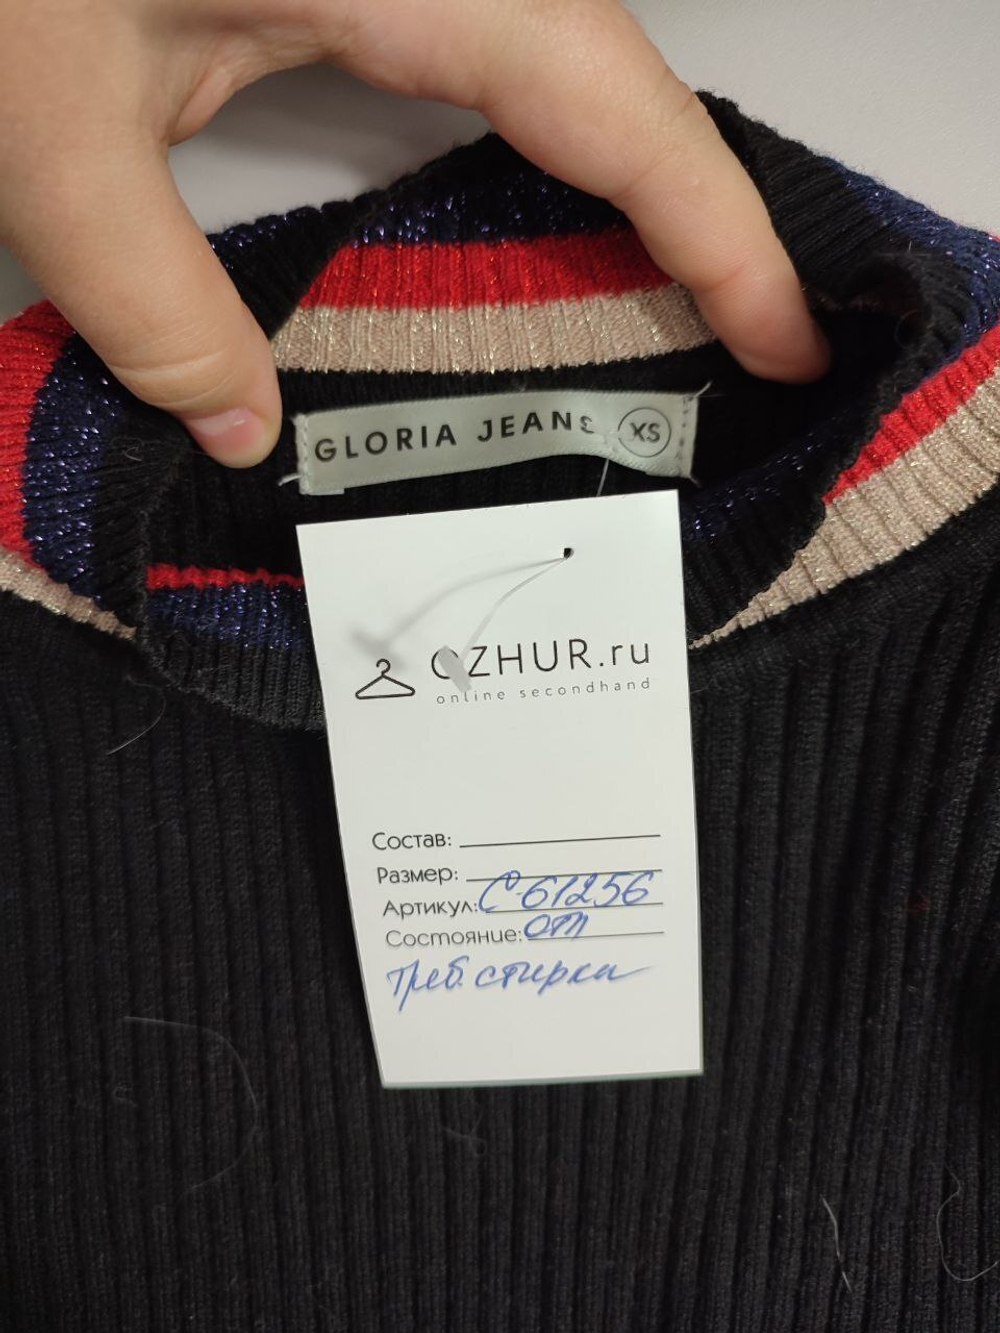 GLORIA JEANS XS
OZHUR.ru
online secondhand
Состав:
Размер:
Артикул: С-61256
Состояние: отл
Треб. стирка